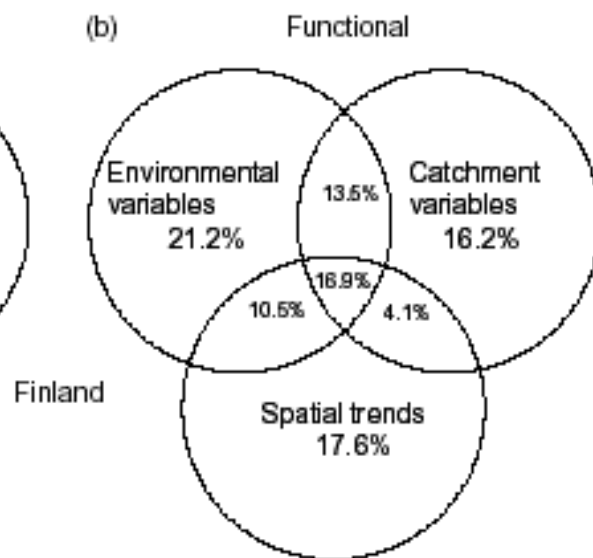 (b)
Functional
Environmental
variables
21.2%
13.5%
Catchment
variables
16.2%
16.9%
10.5%
4.1%
Finland
Spatial trends
17.6%